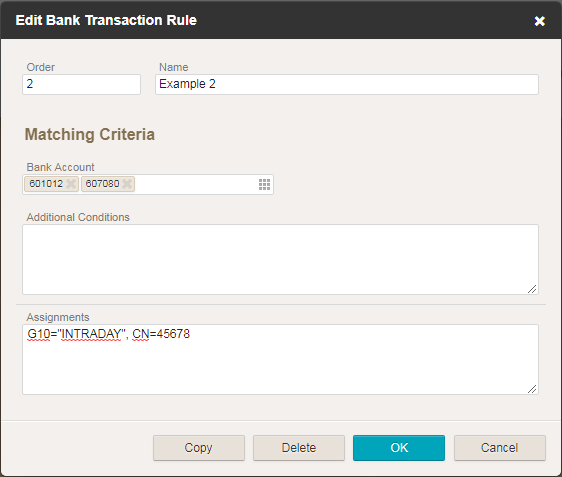 Edit Bank Transaction Rule
Order Name
2 Example 2
Matching Criteria
Bank Account
601012 607080
Additional Conditions
Assignments
G10="INTRADAY", CN=45678
Copy Delete OK Cancel